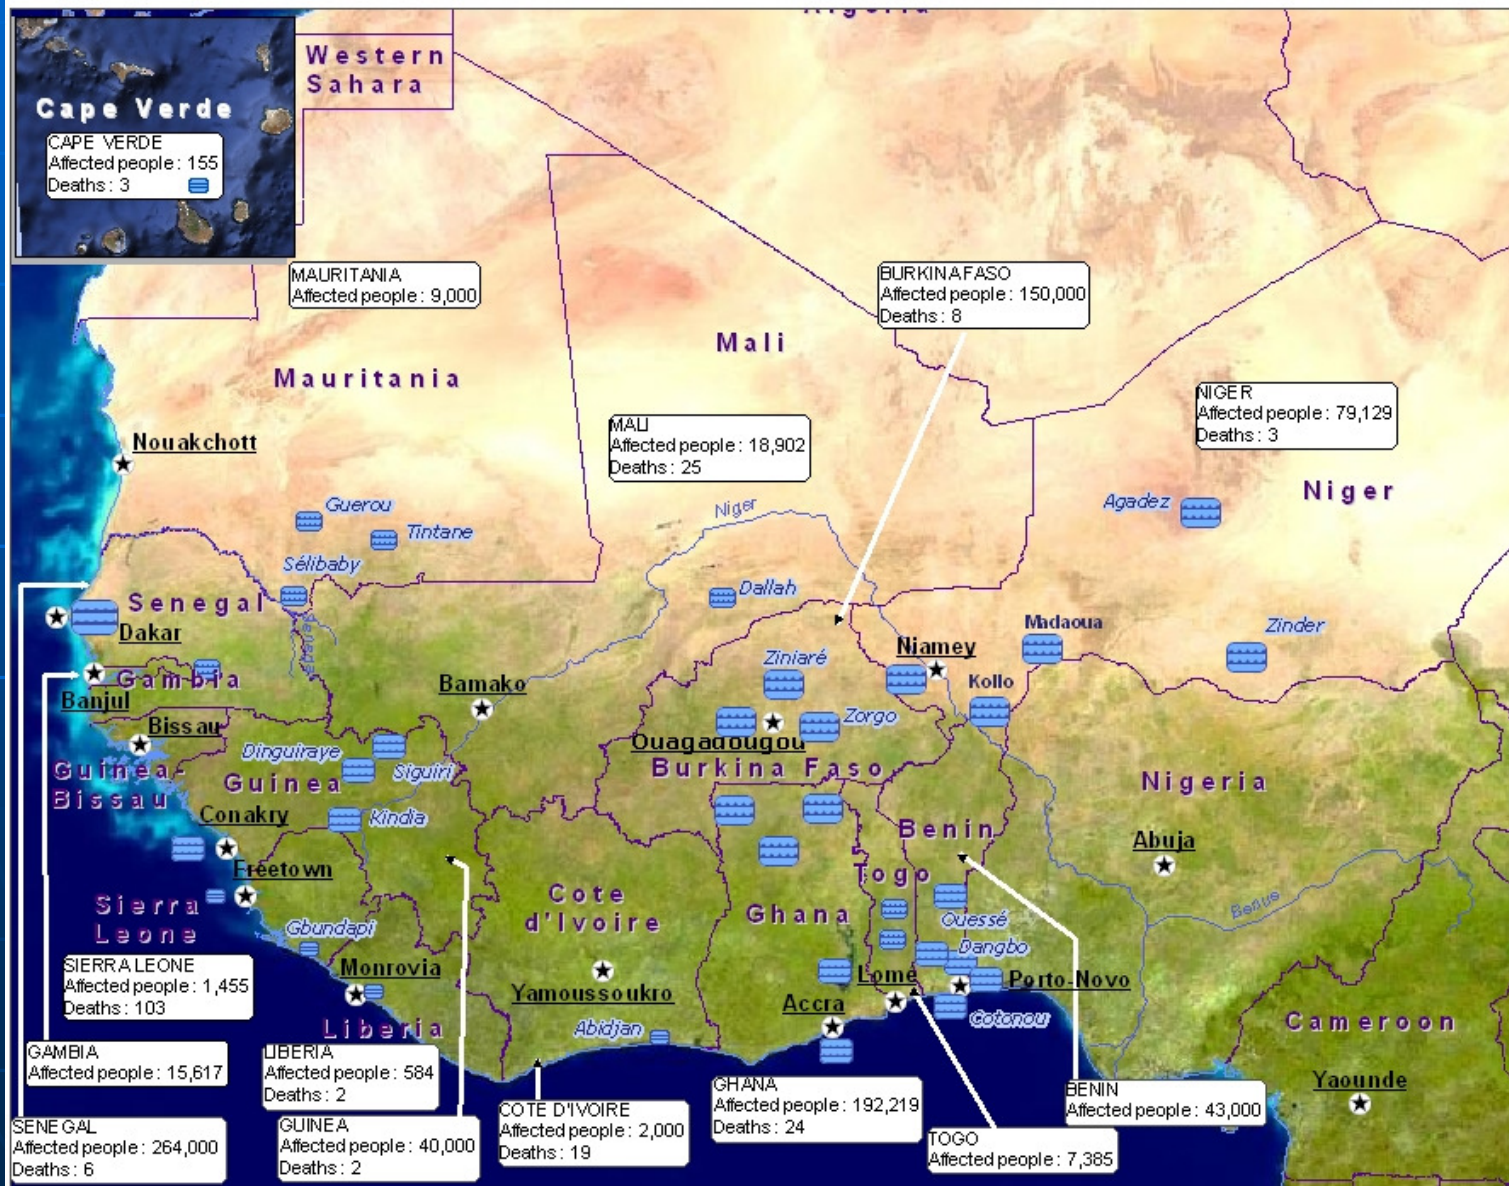 Algeria
Western
Sahara
Cape Verde
CAPE VERDE
Affected people : 155
Deaths : 3
MAURITANIA
Affected people : 9,000
BURKINA FASO
Affected people : 150,000
Deaths : 8
Mali
Mauritania
NIGER
Affected people : 79,129
Deaths : 3
MALI
Affected people : 18,902
Deaths : 25
Nouakchott
Niger
Agadez
Niger
Guerou
Tintane
Sélibaby
Dallah
Senegal
Dakar
Senegal
Madaoua
Zinder
Niamey
Ziniaré
Kollo
Gambia
Banjul
Bamako
Bissau
Zorgo
Ouagadougou
Dinguiraye
Siguiri
Guinea-
Bissau
Guinea
Burkina Faso
Nigeria
Conakry
Kindia
Benin
Abuja
Freetown
Togo
Sierra
Leone
Cote
d'Ivoire
Ghana
Ouessé
Benue
Gbundapi
Dangbo
SIERRA LEONE
Affected people : 1,455
Deaths : 103
Monrovia
Yamoussoukro
Lomé
Porto-Novo
Accra
Cotonou
Liberia
Abidjan
Cameroon
GAMBIA
Affected people : 15,617
LIBERIA
Affected people : 584
Deaths : 2
GHANA
Affected people : 192,219
Deaths : 24
BENIN
Affected people : 43,000
Yaounde
SENEGAL
Affected people : 264,000
Deaths : 6
GUINEA
Affected people : 40,000
Deaths : 2
COTE D'IVOIRE
Affected people : 2,000
Deaths : 19
TOGO
Affected people : 7,385